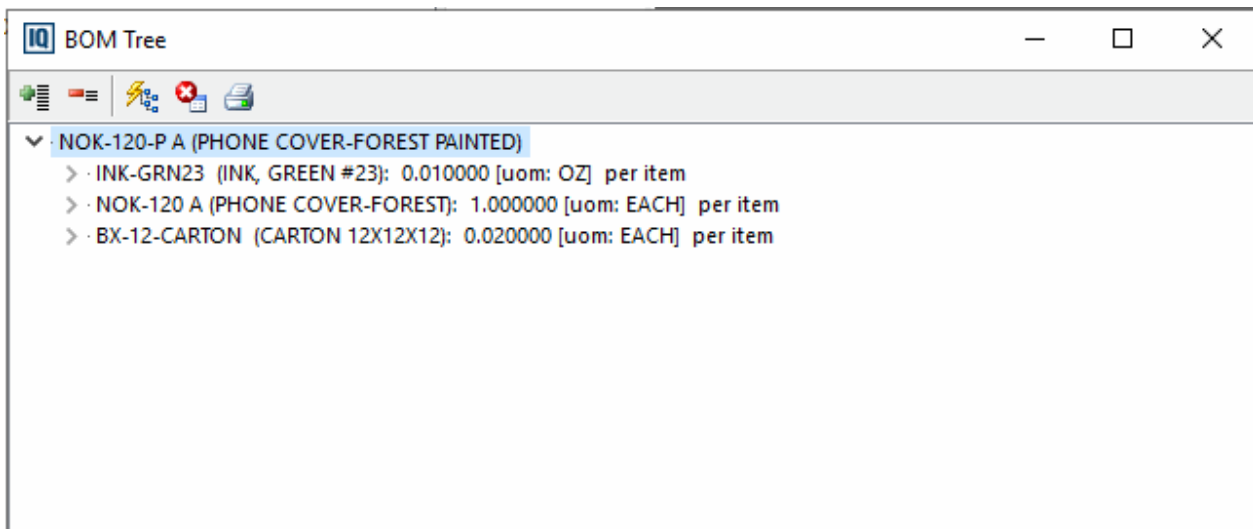 IQ BOM Tree
NOK-120-P A (PHONE COVER-FOREST PAINTED)
INK-GRN23 (INK, GREEN #23): 0.010000 [uom: OZ] per item
NOK-120 A (PHONE COVER-FOREST): 1.000000 [uom: EACH] per item
BX-12-CARTON (CARTON 12X12X12): 0.020000 [uom: EACH] per item